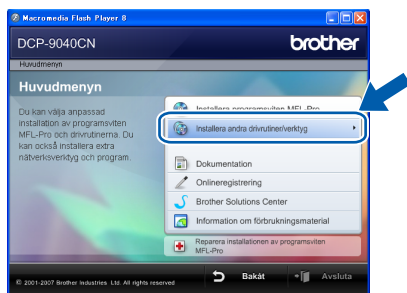 Macromedia Flash Player 8
DCP-9040CN
brother
Huvudmenyn
Huvudmenyn
Du kan välja anpassad
installation av programsviten
MFL-Pro och drivrutinerna. Du
kan också installera extra
nätverksverktyg och program.
Installera programsviten MFL-Pro
Installera andra drivrutiner/verktyg
Dokumentation
Onlineregistrering
Brother Solutions Center
Information om förbrukningsmaterial
Reparera installationen av programsviten
MFL-Pro
© 2001-2007 Brother Industries Ltd. All rights reserved
Bakåt
Avsluta